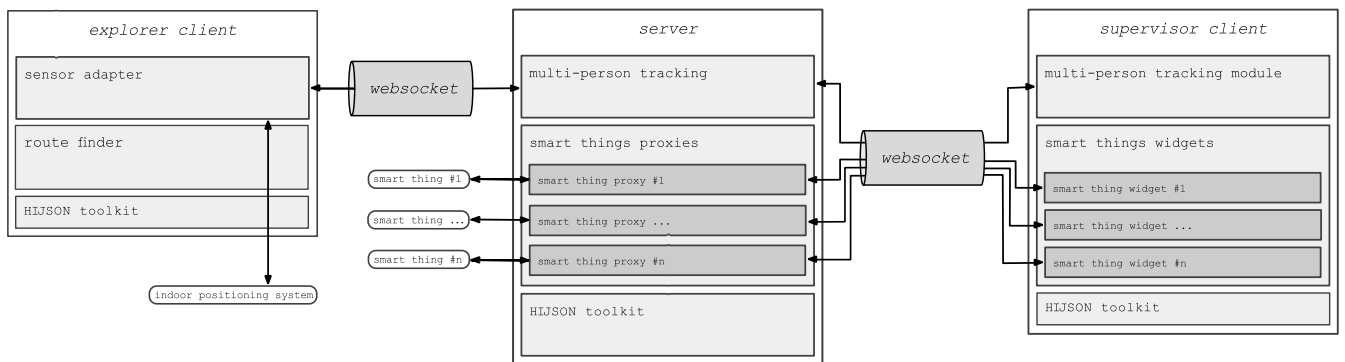 explorer client
sensor adapter
route finder
HIJSON toolkit
indoor positioning system
websocket
smart thing #1
smart thing ...
smart thing #n
server
multi-person tracking
smart things proxies
smart thing proxy #1
smart thing proxy ...
smart thing proxy #n
HIJSON toolkit
websocket
supervisor client
multi-person tracking module
smart things widgets
smart thing widget #1
smart thing widget ...
smart thing widget #n
HIJSON toolkit